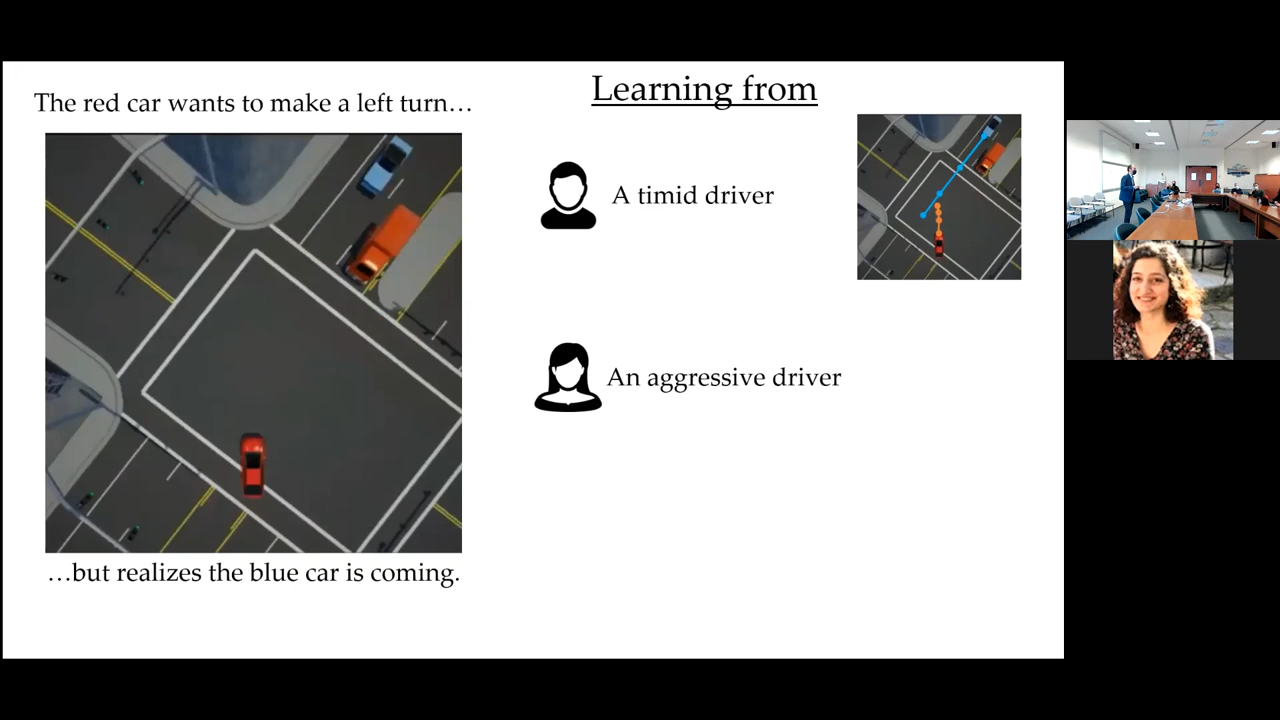 The red car wants to make a left turn…
Learning from
A timid driver
An aggressive driver
…but realizes the blue car is coming.